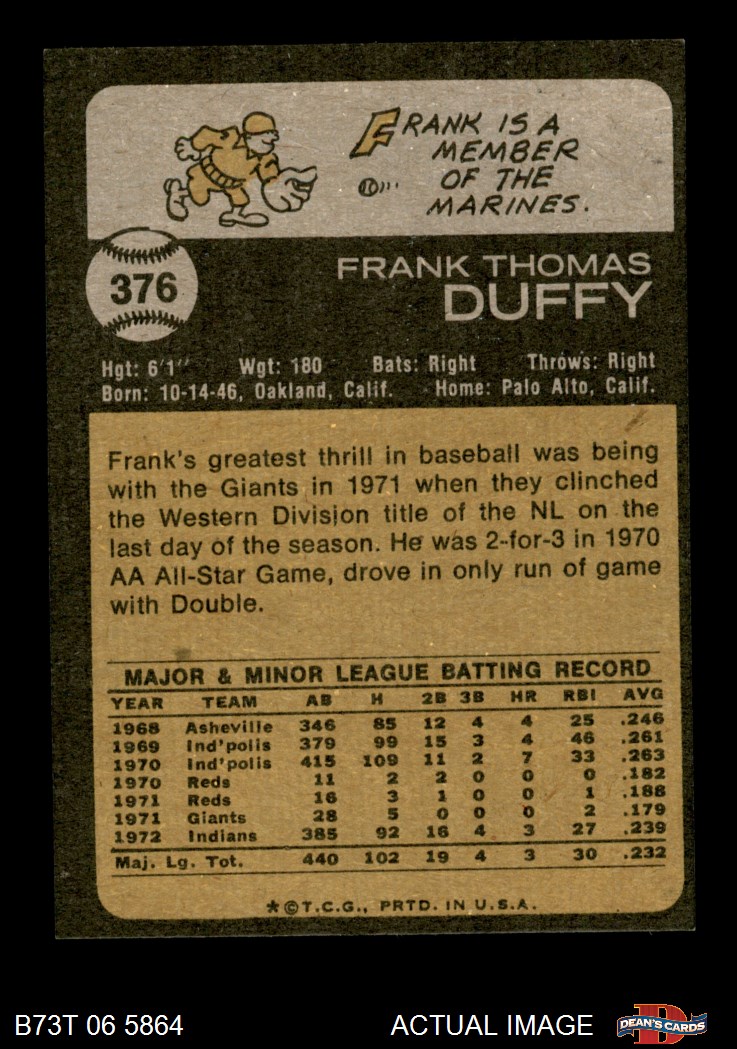 FRANK IS A
MEMBER
OF THE
MARINES.
376
FRANK THOMAS
DUFFY
Hgt: 6'1" Wgt: 180 Bats: Right Throws: Right
Born: 10-14-46, Oakland, Calif. Home: Palo Alto, Calif.
Frank's greatest thrill in baseball was being
with the Giants in 1971 when they clinched
the Western Division title of the NL on the
last day of the season. He was 2-for-3 in 1970
AA All-Star Game, drove in only run of game
with Double.
MAJOR & MINOR LEAGUE BATTING RECORD
YEAR TEAM AB H 2B 3B HR RBI AVG
1968 Asheville 346 85 12 4 4 25 .246
1969 Ind'polis 379 99 15 3 4 46 .261
1970 Ind'polis 415 109 11 2 7 33 .263
1970 Reds 11 2 2 0 0 0 .182
1971 Reds 16 3 1 0 0 1 .188
1971 Giants 28 5 0 0 0 2 .179
1972 Indians 385 92 16 4 3 27 .239
Maj. Lg. Tot. 440 102 19 4 3 30 .232
*©T.C.G., PRTD. IN U.S.A.
B73T 06 5864 ACTUAL IMAGE D DEAN'S CARDS